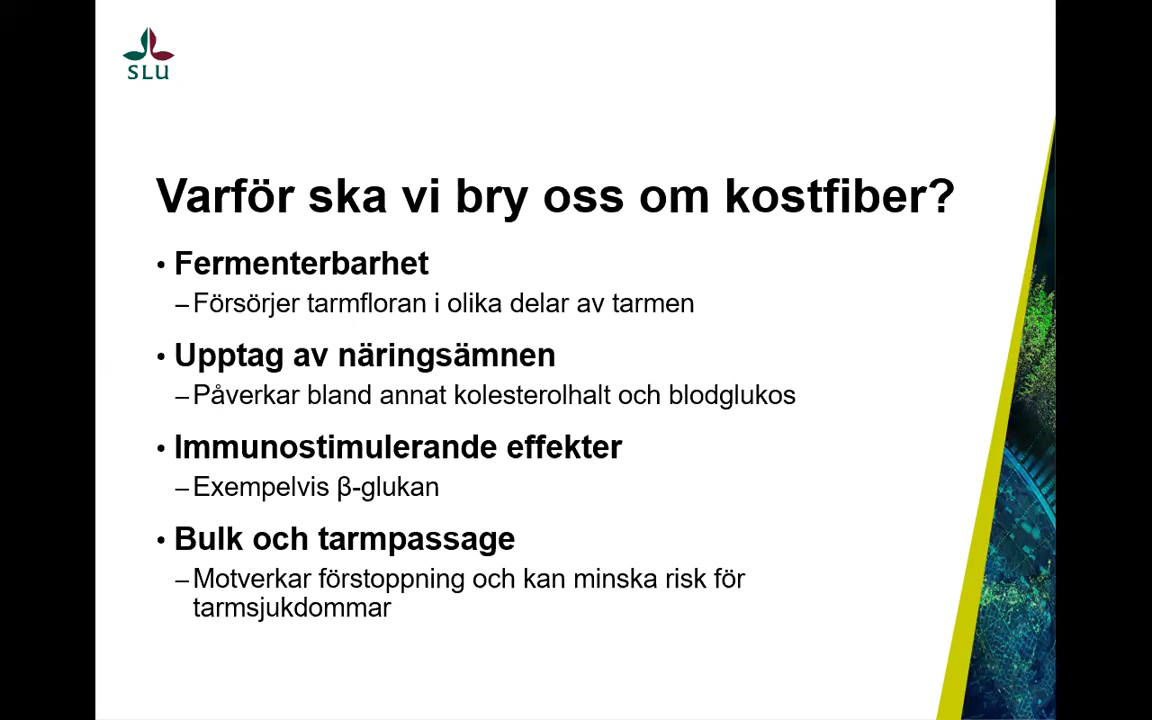 SLU
Varför ska vi bry oss om kostfiber?
• Fermenterbarhet
–Försörjer tarmfloran i olika delar av tarmen
• Upptag av näringsämnen
–Påverkar bland annat kolesterolhalt och blodglukos
• Immunostimulerande effekter
–Exempelvis β-glukan
• Bulk och tarmpassage
–Motverkar förstoppning och kan minska risk för
tarmsjukdommar